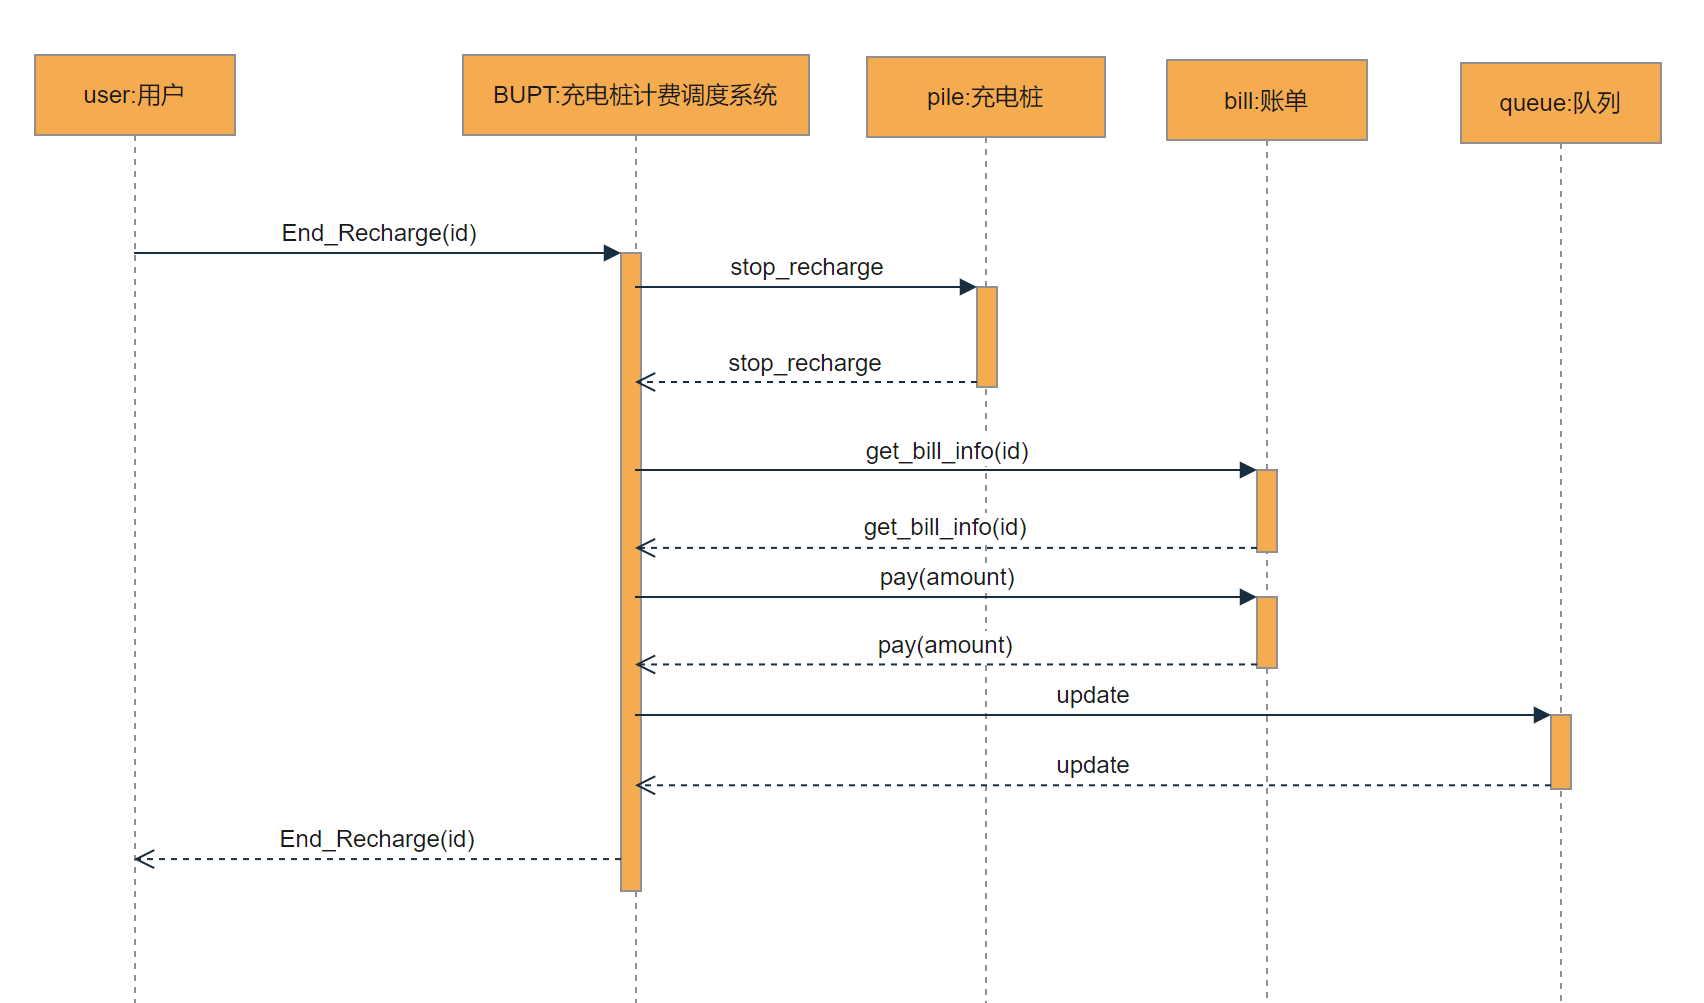 user:用户
BUPT:充电桩计费调度系统
pile:充电桩
bill:账单
queue:队列
End_Recharge(id)
stop_recharge
stop_recharge
get_bill_info(id)
get_bill_info(id)
pay(amount)
pay(amount)
update
update
End_Recharge(id)